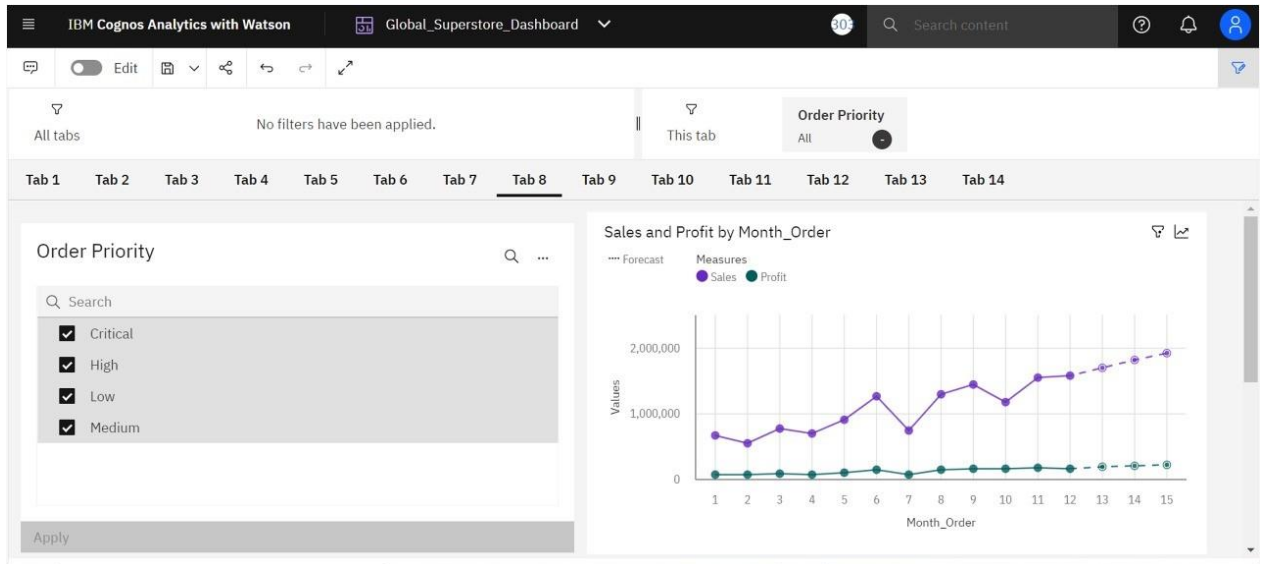 IBM Cognos Analytics with Watson
Global_Superstore_Dashboard
Search content
Edit
All tabs
No filters have been applied.
This tab
Order Priority
All
Tab 1 Tab 2 Tab 3 Tab 4 Tab 5 Tab 6 Tab 7 Tab 8 Tab 9 Tab 10 Tab 11 Tab 12 Tab 13 Tab 14
Order Priority
Search
Critical
High
Low
Medium
Apply
Sales and Profit by Month_Order
Forecast Measures
Sales Profit
2,000,000
1,000,000
0
Values
1 2 3 4 5 6 7 8 9 10 11 12 13 14 15
Month_Order